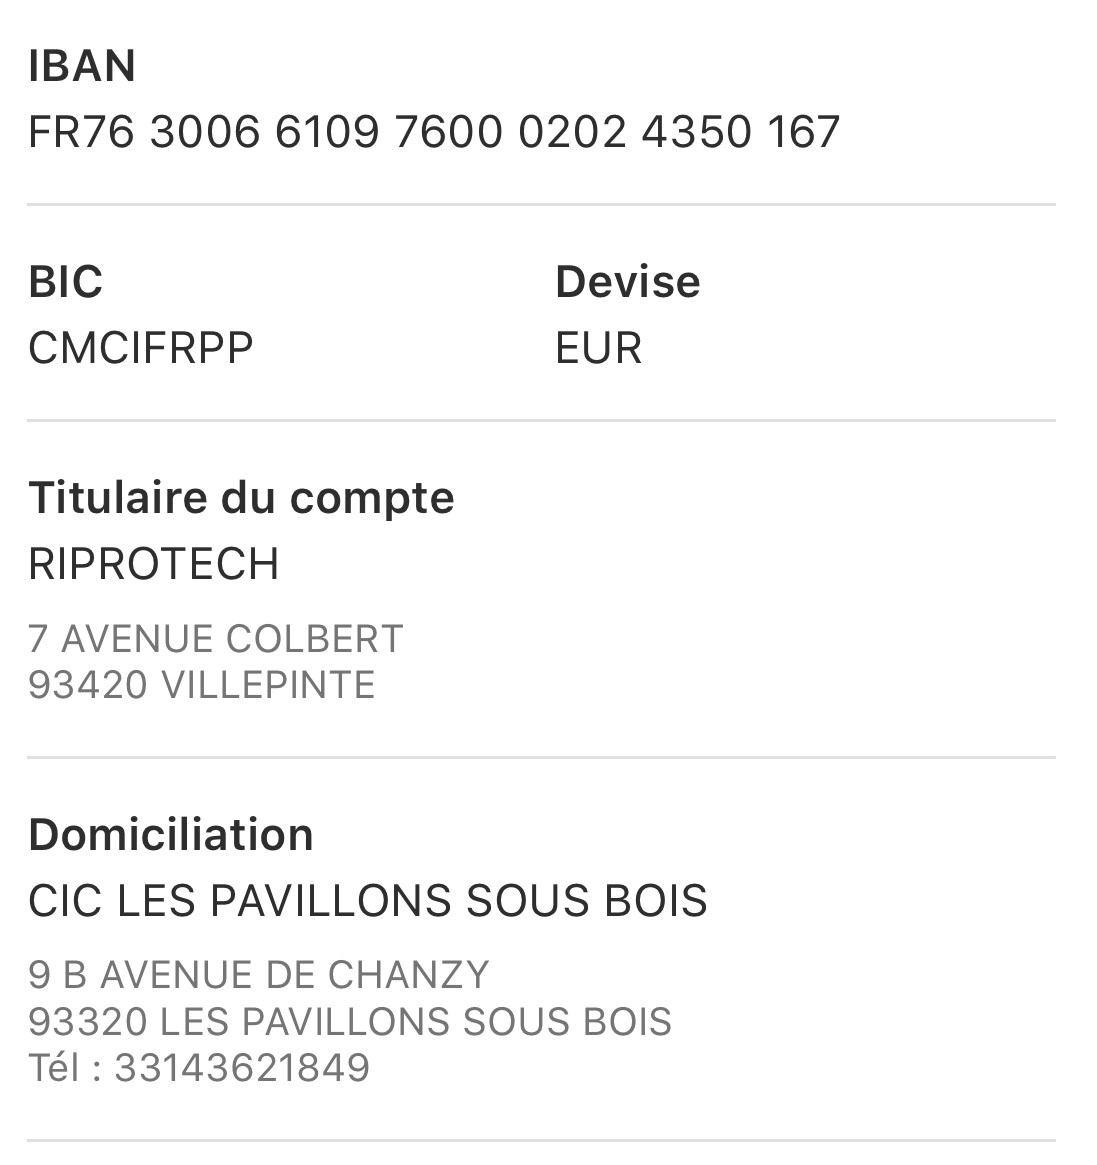 IBAN
FR76 3006 6109 7600 0202 4350 167
BIC
CMCIFRPP
Devise
EUR
Titulaire du compte
RIPROTECH
7 AVENUE COLBERT
93420 VILLEPINTE
Domiciliation
CIC LES PAVILLONS SOUS BOIS
9 B AVENUE DE CHANZY
93320 LES PAVILLONS SOUS BOIS
Tél : 33143621849